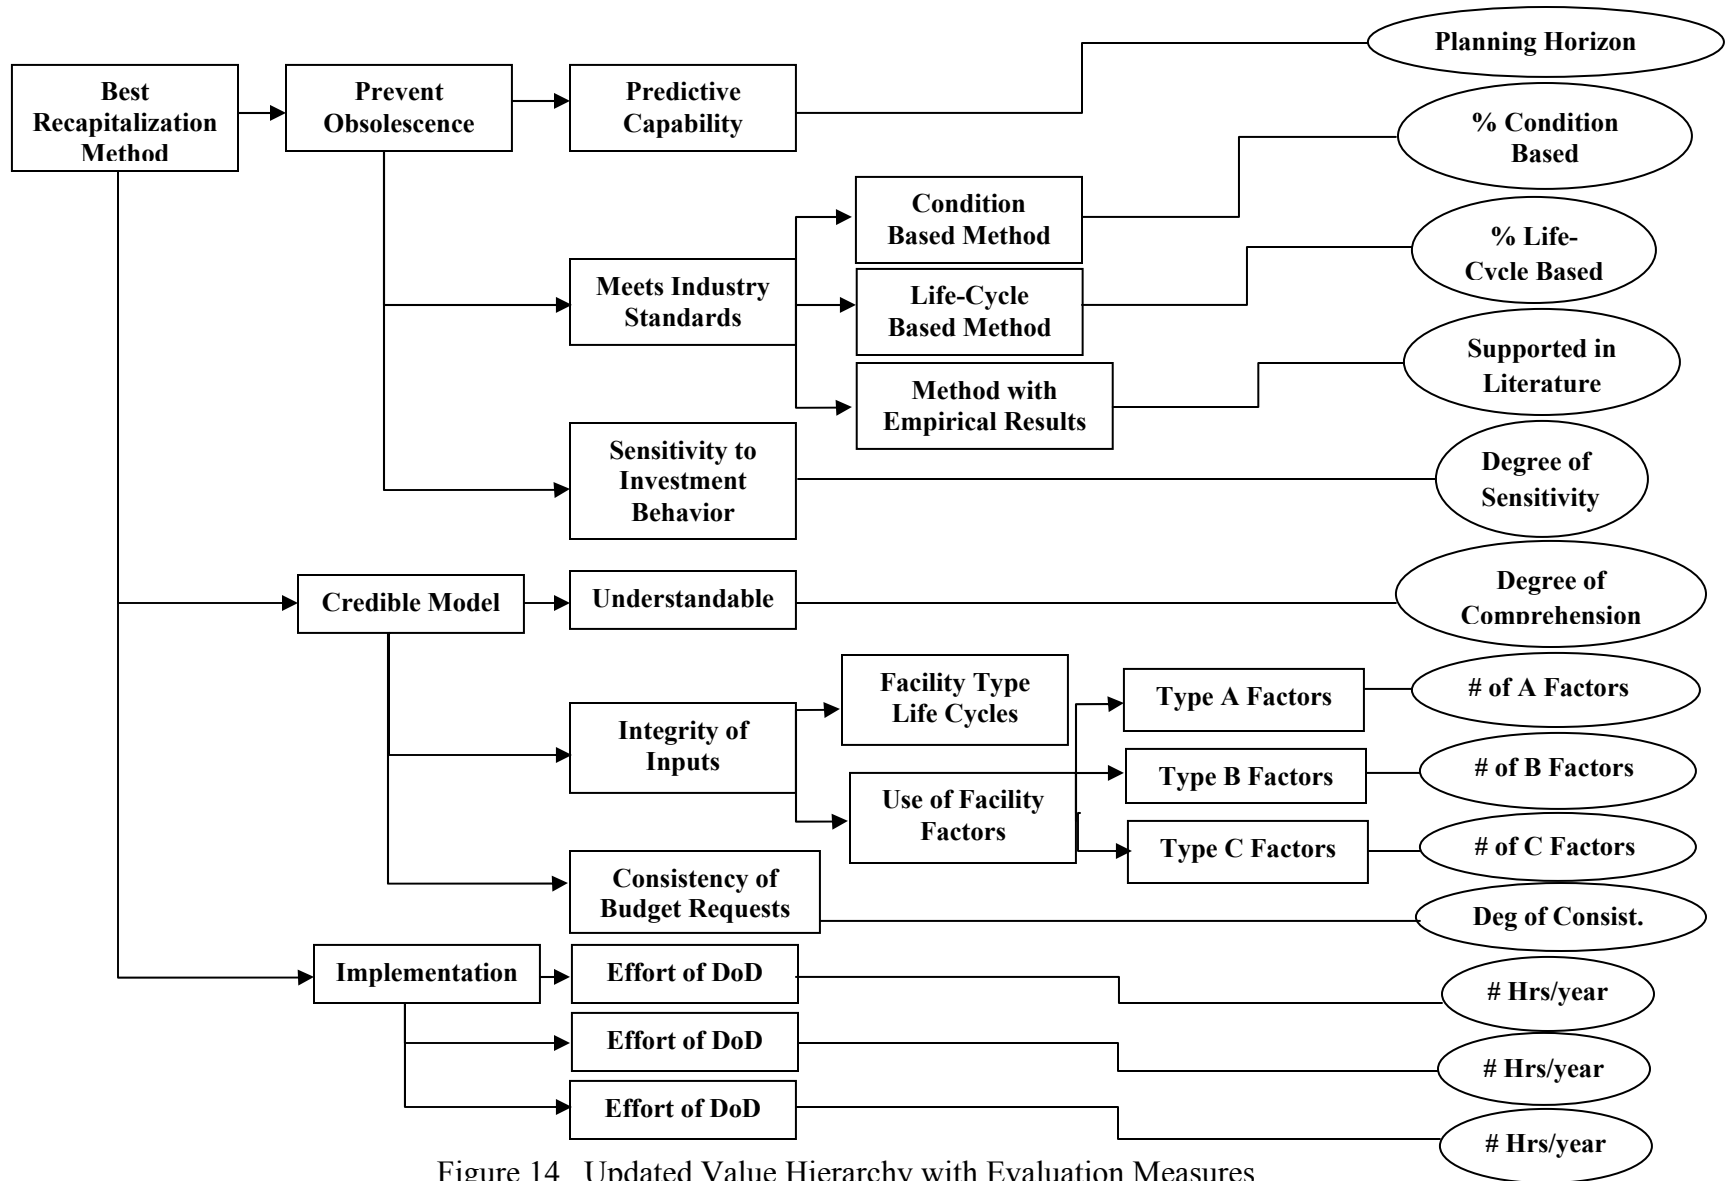 Best
Recapitalization
Method
Prevent
Obsolescence
Predictive
Capability
Planning Horizon
% Condition
Based
Condition
Based Method
% Life-
Cycle Based
Meets Industry
Standards
Life-Cycle
Based Method
Supported in
Literature
Method with
Empirical Results
Sensitivity to
Investment
Behavior
Degree of
Sensitivity
Credible Model
Understandable
Degree of
Comprehension
Facility Type
Life Cycles
Type A Factors
# of A Factors
Integrity of
Inputs
Type B Factors
# of B Factors
Use of Facility
Factors
Type C Factors
# of C Factors
Consistency of
Budget Requests
Deg of Consist.
Implementation
Effort of DoD
# Hrs/year
Effort of DoD
# Hrs/year
Effort of DoD
# Hrs/year
Figure 14 Updated Value Hierarchy with Evaluation Measures